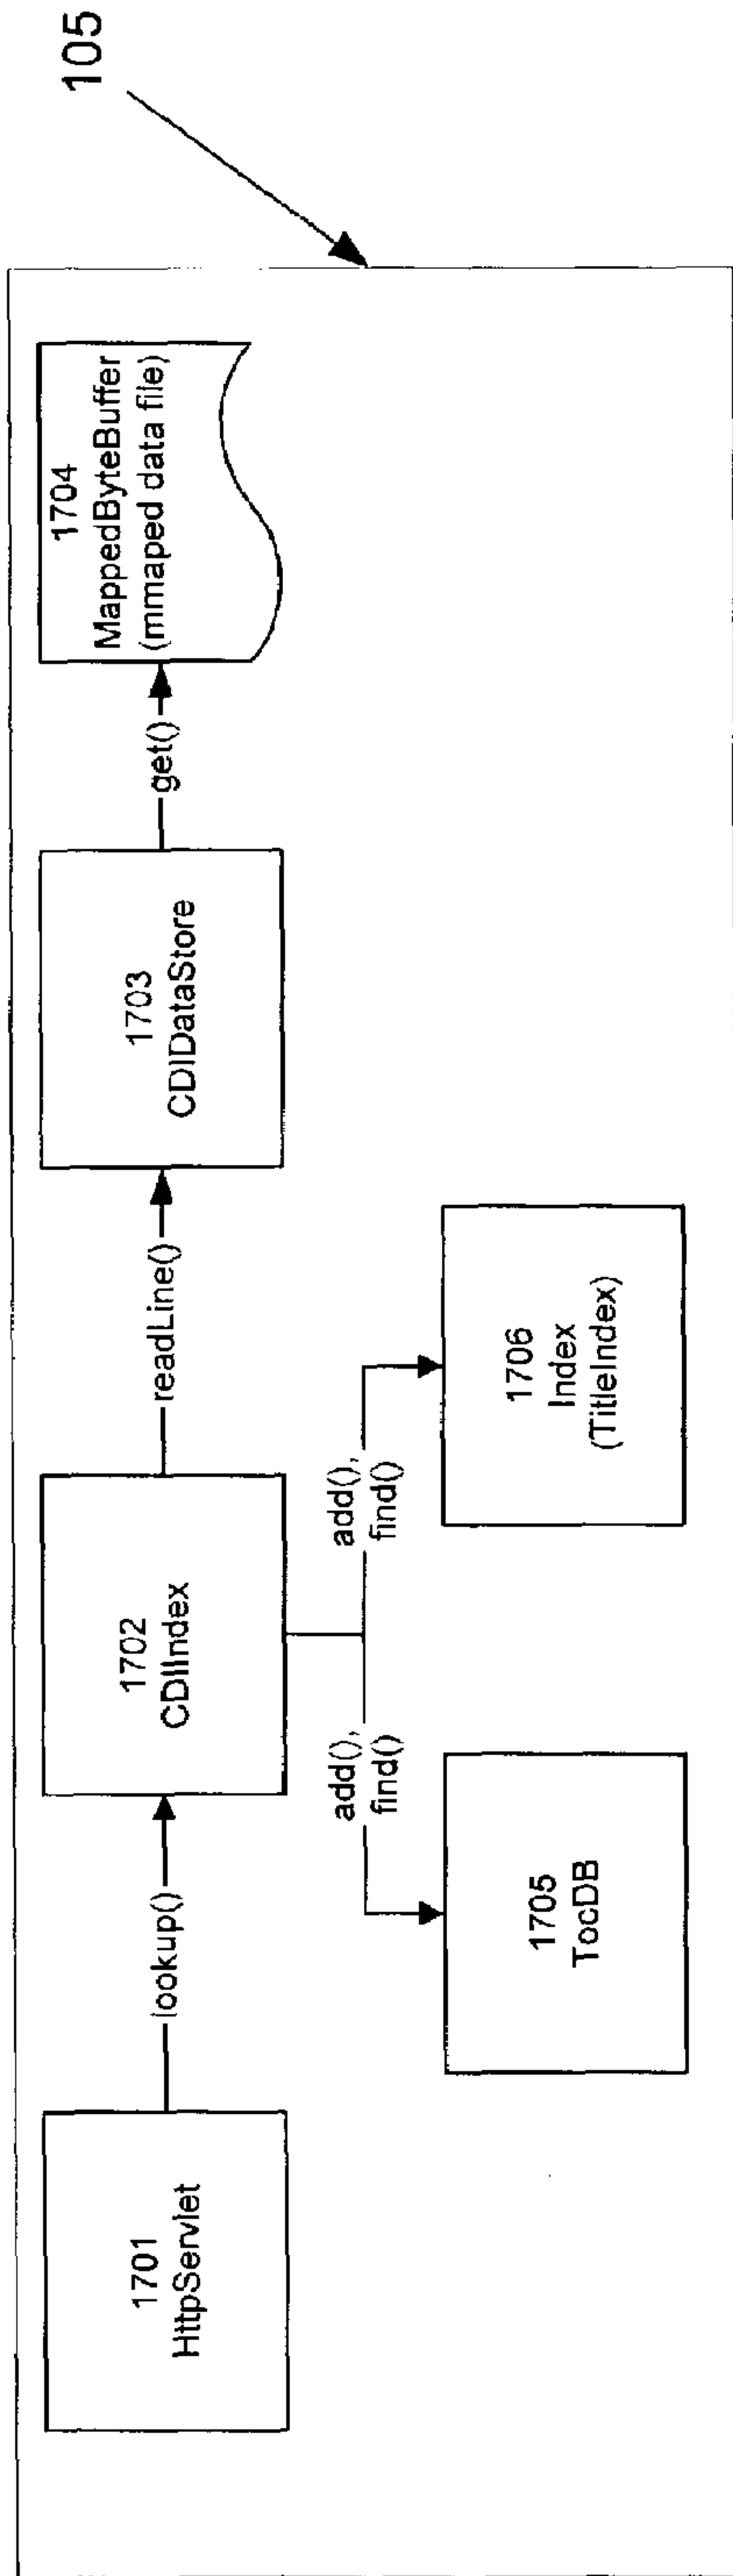 105
1701
HttpServlet
lookup()
1702
CDIIndex
readLine()
1703
CDIDataStore
get()
1704
MappedByteBuffer
(mmaped data file)
add(),
find()
add(),
find()
1705
TocDB
1706
Index
(TitleIndex)